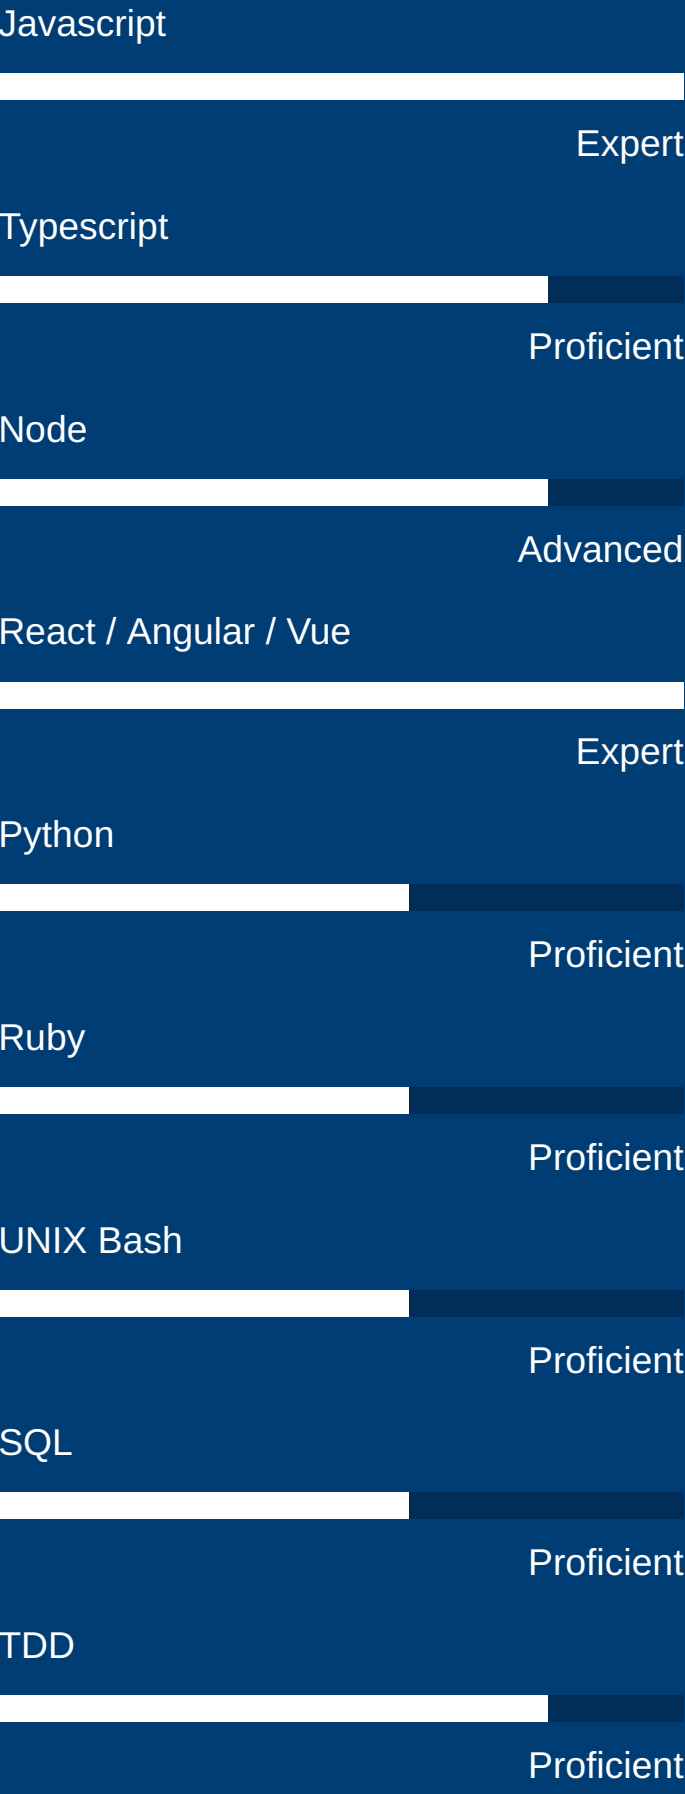 Javascript
Expert
Typescript
Proficient
Node
Advanced
React / Angular / Vue
Expert
Python
Proficient
Ruby
Proficient
UNIX Bash
Proficient
SQL
Proficient
TDD
Proficient